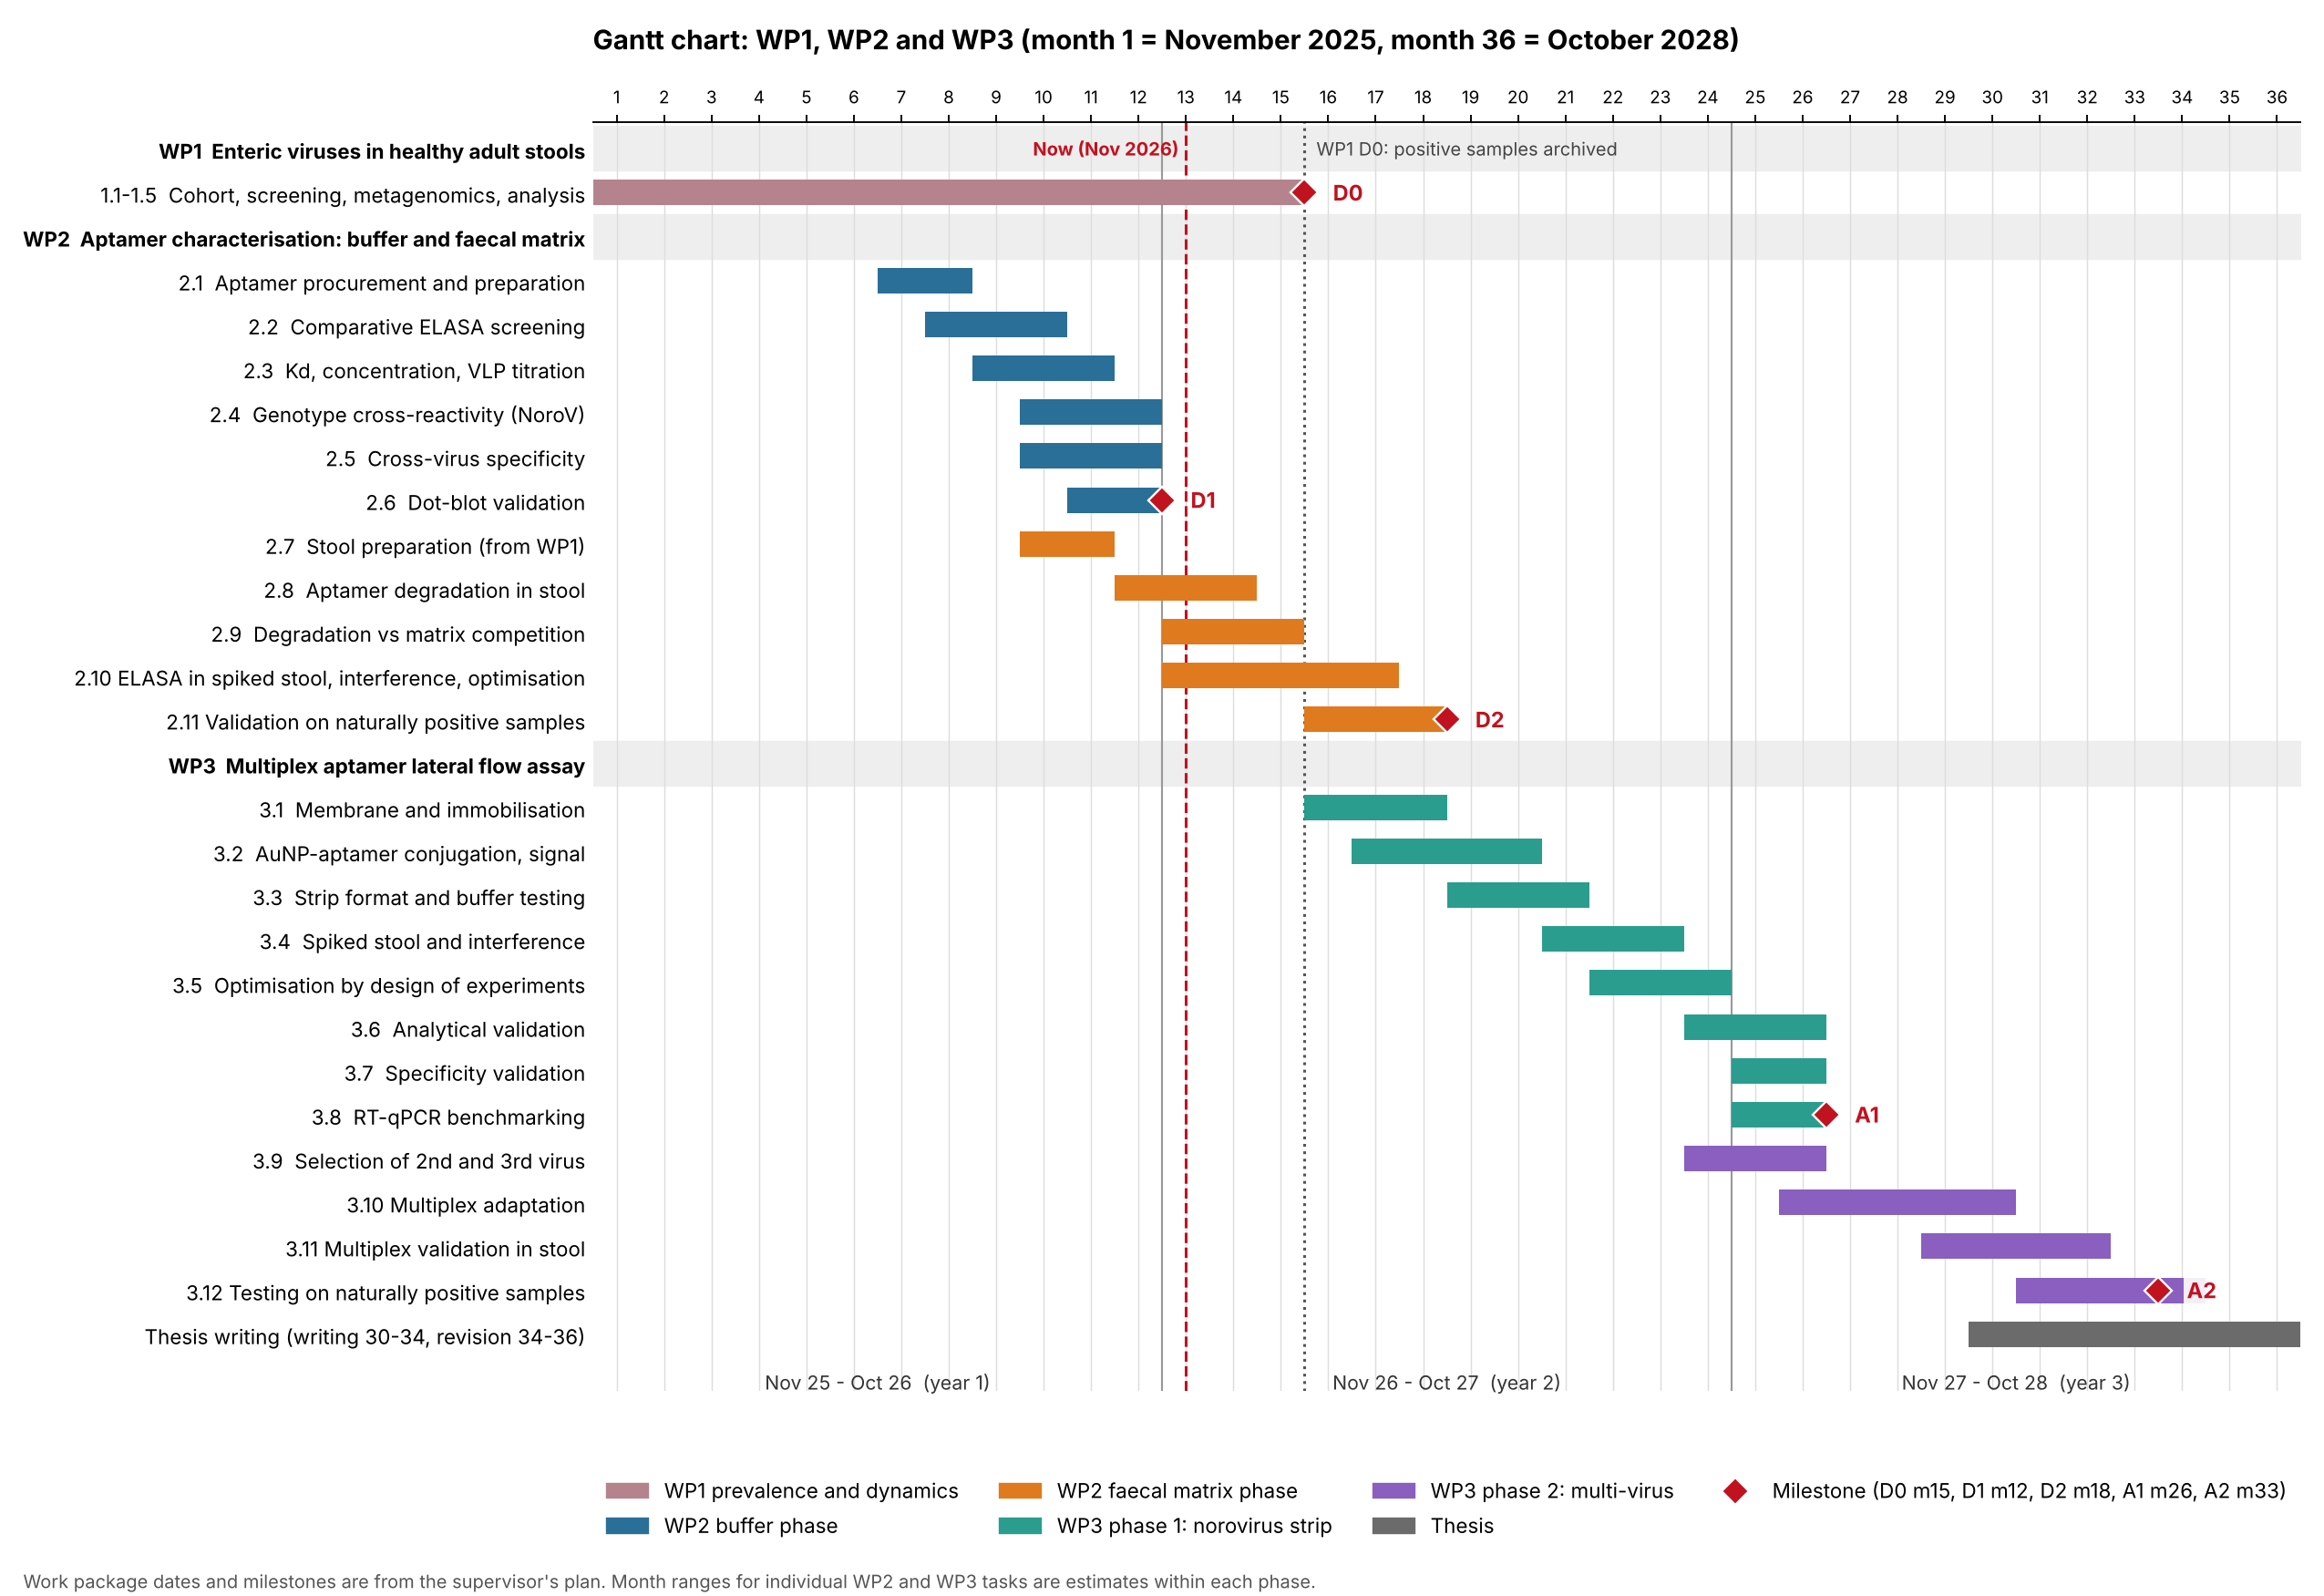 Gantt chart: WP1, WP2 and WP3 (month 1 = November 2025, month 36 = October 2028)
1 2 3 4 5 6 7 8 9 10 11 12 13 14 15 16 17 18 19 20 21 22 23 24 25 26 27 28 29 30 31 32 33 34 35 36
WP1 Enteric viruses in healthy adult stools
Now (Nov 2026)
WP1 D0: positive samples archived
1.1-1.5 Cohort, screening, metagenomics, analysis
D0
WP2 Aptamer characterisation: buffer and faecal matrix
2.1 Aptamer procurement and preparation
2.2 Comparative ELASA screening
2.3 Kd, concentration, VLP titration
2.4 Genotype cross-reactivity (NoroV)
2.5 Cross-virus specificity
2.6 Dot-blot validation
D1
2.7 Stool preparation (from WP1)
2.8 Aptamer degradation in stool
2.9 Degradation vs matrix competition
2.10 ELASA in spiked stool, interference, optimisation
2.11 Validation on naturally positive samples
D2
WP3 Multiplex aptamer lateral flow assay
3.1 Membrane and immobilisation
3.2 AuNP-aptamer conjugation, signal
3.3 Strip format and buffer testing
3.4 Spiked stool and interference
3.5 Optimisation by design of experiments
3.6 Analytical validation
3.7 Specificity validation
3.8 RT-qPCR benchmarking
A1
3.9 Selection of 2nd and 3rd virus
3.10 Multiplex adaptation
3.11 Multiplex validation in stool
3.12 Testing on naturally positive samples
A2
Thesis writing (writing 30-34, revision 34-36)
Nov 25 - Oct 26 (year 1)
Nov 26 - Oct 27 (year 2)
Nov 27 - Oct 28 (year 3)
WP1 prevalence and dynamics
WP2 faecal matrix phase
WP3 phase 2: multi-virus
Milestone (D0 m15, D1 m12, D2 m18, A1 m26, A2 m33)
WP2 buffer phase
WP3 phase 1: norovirus strip
Thesis
Work package dates and milestones are from the supervisor's plan. Month ranges for individual WP2 and WP3 tasks are estimates within each phase.